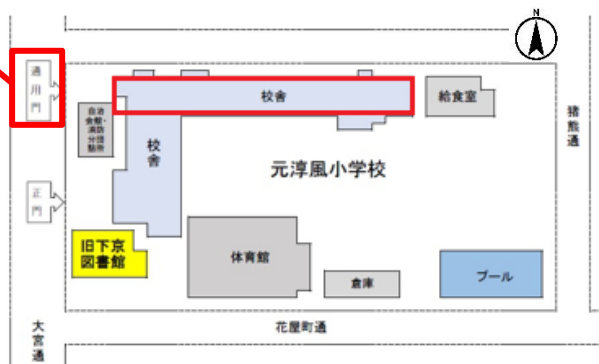 N
通
用
門
校舎
給食室
自治
会館・
消防
分団
詰所
校
舎
猪
熊
通
元淳風小学校
正
門
旧下京
図書館
体育館
倉庫
プール
大
宮
通
花屋町通